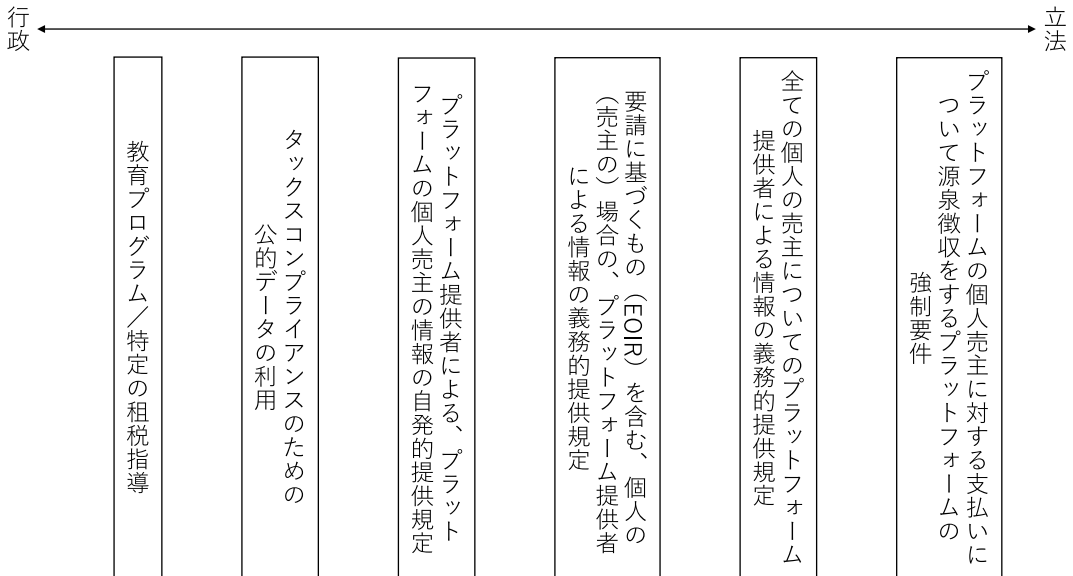 行政
立法
教育プログラム／特定の租税指導
タックスコンプライアンスのための
公的データの利用
プラットフォーム提供者による、プラット
フォームの個人売主の情報の自発的提供規定
要請に基づくもの（EOIR）を含む、個人の
（売主の）場合の、プラットフォーム提供者
による情報の義務的提供規定
全ての個人の売主についてのプラットフォーム
提供者による情報の義務的提供規定
プラットフォームの個人売主に対する支払いに
ついて源泉徴収をするプラットフォームの
強制要件